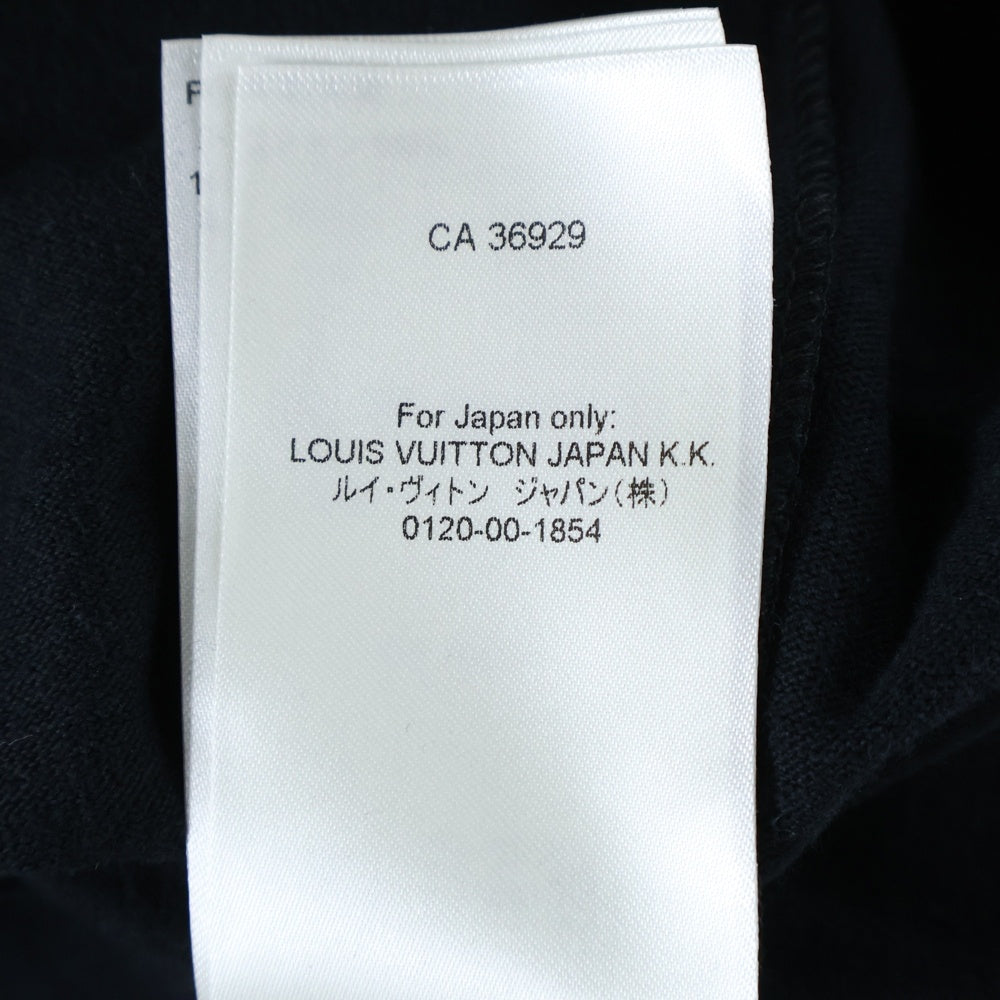 CA 36929
For Japan only:
LOUIS VUITTON JAPAN K.K.
ルイ・ヴィトン ジャパン(株)
0120-00-1854